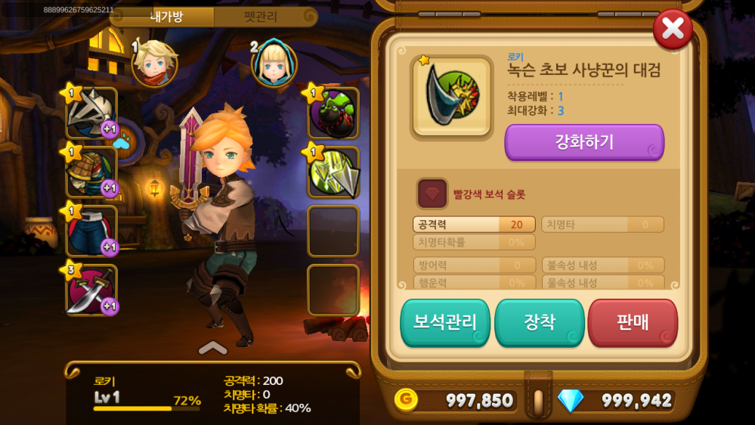 88899626759625211
내가방
펫관리
1
2
1
+1
1
+1
1
+1
3
+1
1
1
로키
녹슨 초보 사냥꾼의 대검
착용레벨 : 1
최대강화 : 3
강화하기
빨강색 보석 슬롯
공격력 20
치명타 0
치명타확률 0%
방어력 0
불속성 내성 0%
행운력 0%
물속성 내성 0%
보석관리
장착
판매
로키
Lv 1
72%
공격력 : 200
치명타 : 0
치명타 확률 : 40%
G 997,850
999,942